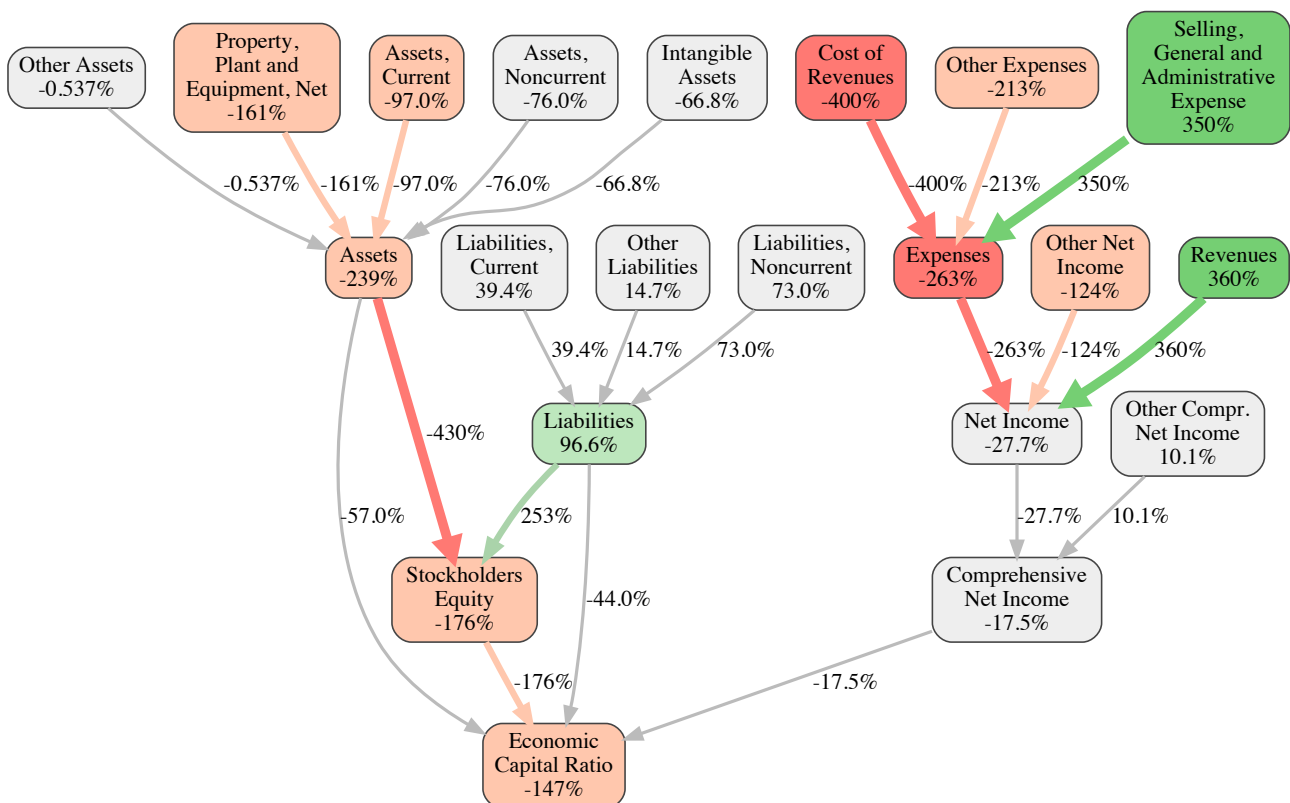 Other Assets
-0.537%
Property,
Plant and
Equipment, Net
-161%
Assets,
Current
-97.0%
Assets,
Noncurrent
-76.0%
Intangible
Assets
-66.8%
Cost of
Revenues
-400%
Other Expenses
-213%
Selling,
General and
Administrative
Expense
350%
-0.537%
-161%
-97.0%
-76.0%
-66.8%
-400%
-213%
350%
Assets
-239%
Liabilities,
Current
39.4%
Other
Liabilities
14.7%
Liabilities,
Noncurrent
73.0%
Expenses
-263%
Other Net
Income
-124%
Revenues
360%
39.4%
14.7%
73.0%
-263%
-124%
360%
-430%
Liabilities
96.6%
Net Income
-27.7%
Other Compr.
Net Income
10.1%
-57.0%
253%
-27.7%
10.1%
Stockholders
Equity
-176%
-44.0%
Comprehensive
Net Income
-17.5%
-176%
-17.5%
Economic
Capital Ratio
-147%